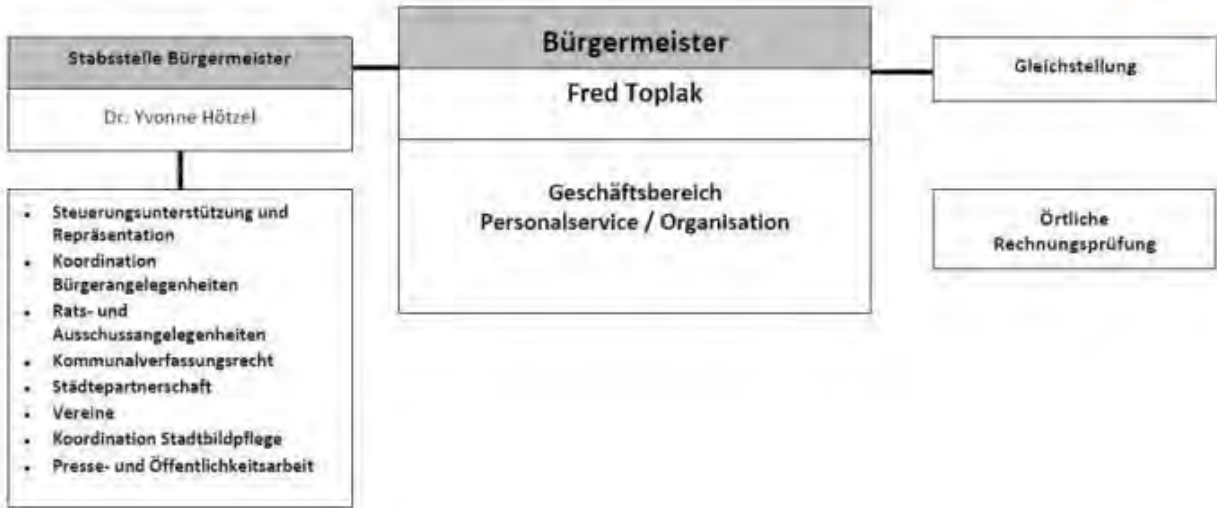 Stabsstelle Bürgermeister
Dr. Yvonne Hötzel
• Steuerungsunterstützung und
Repräsentation
• Koordination
Bürgerangelegenheiten
• Rats- und
Ausschussangelegenheiten
• Kommunalverfassungsrecht
• Städtepartnerschaft
• Vereine
• Koordination Stadtbildpflege
• Presse- und Öffentlichkeitsarbeit
Bürgermeister
Fred Toplak
Geschäftsbereich
Personalservice / Organisation
Gleichstellung
Örtliche
Rechnungsprüfung